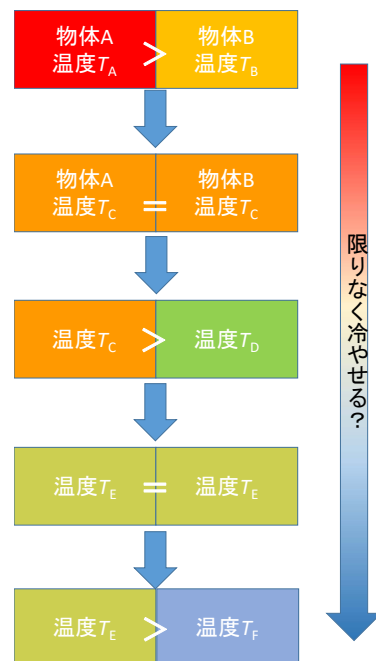 物体A
温度TA
>
物体B
温度TB
物体A
温度TC
=
物体B
温度TC
温度TC
>
温度TD
温度TE
=
温度TE
温度TE
>
温度TF
限りなく冷やせる?